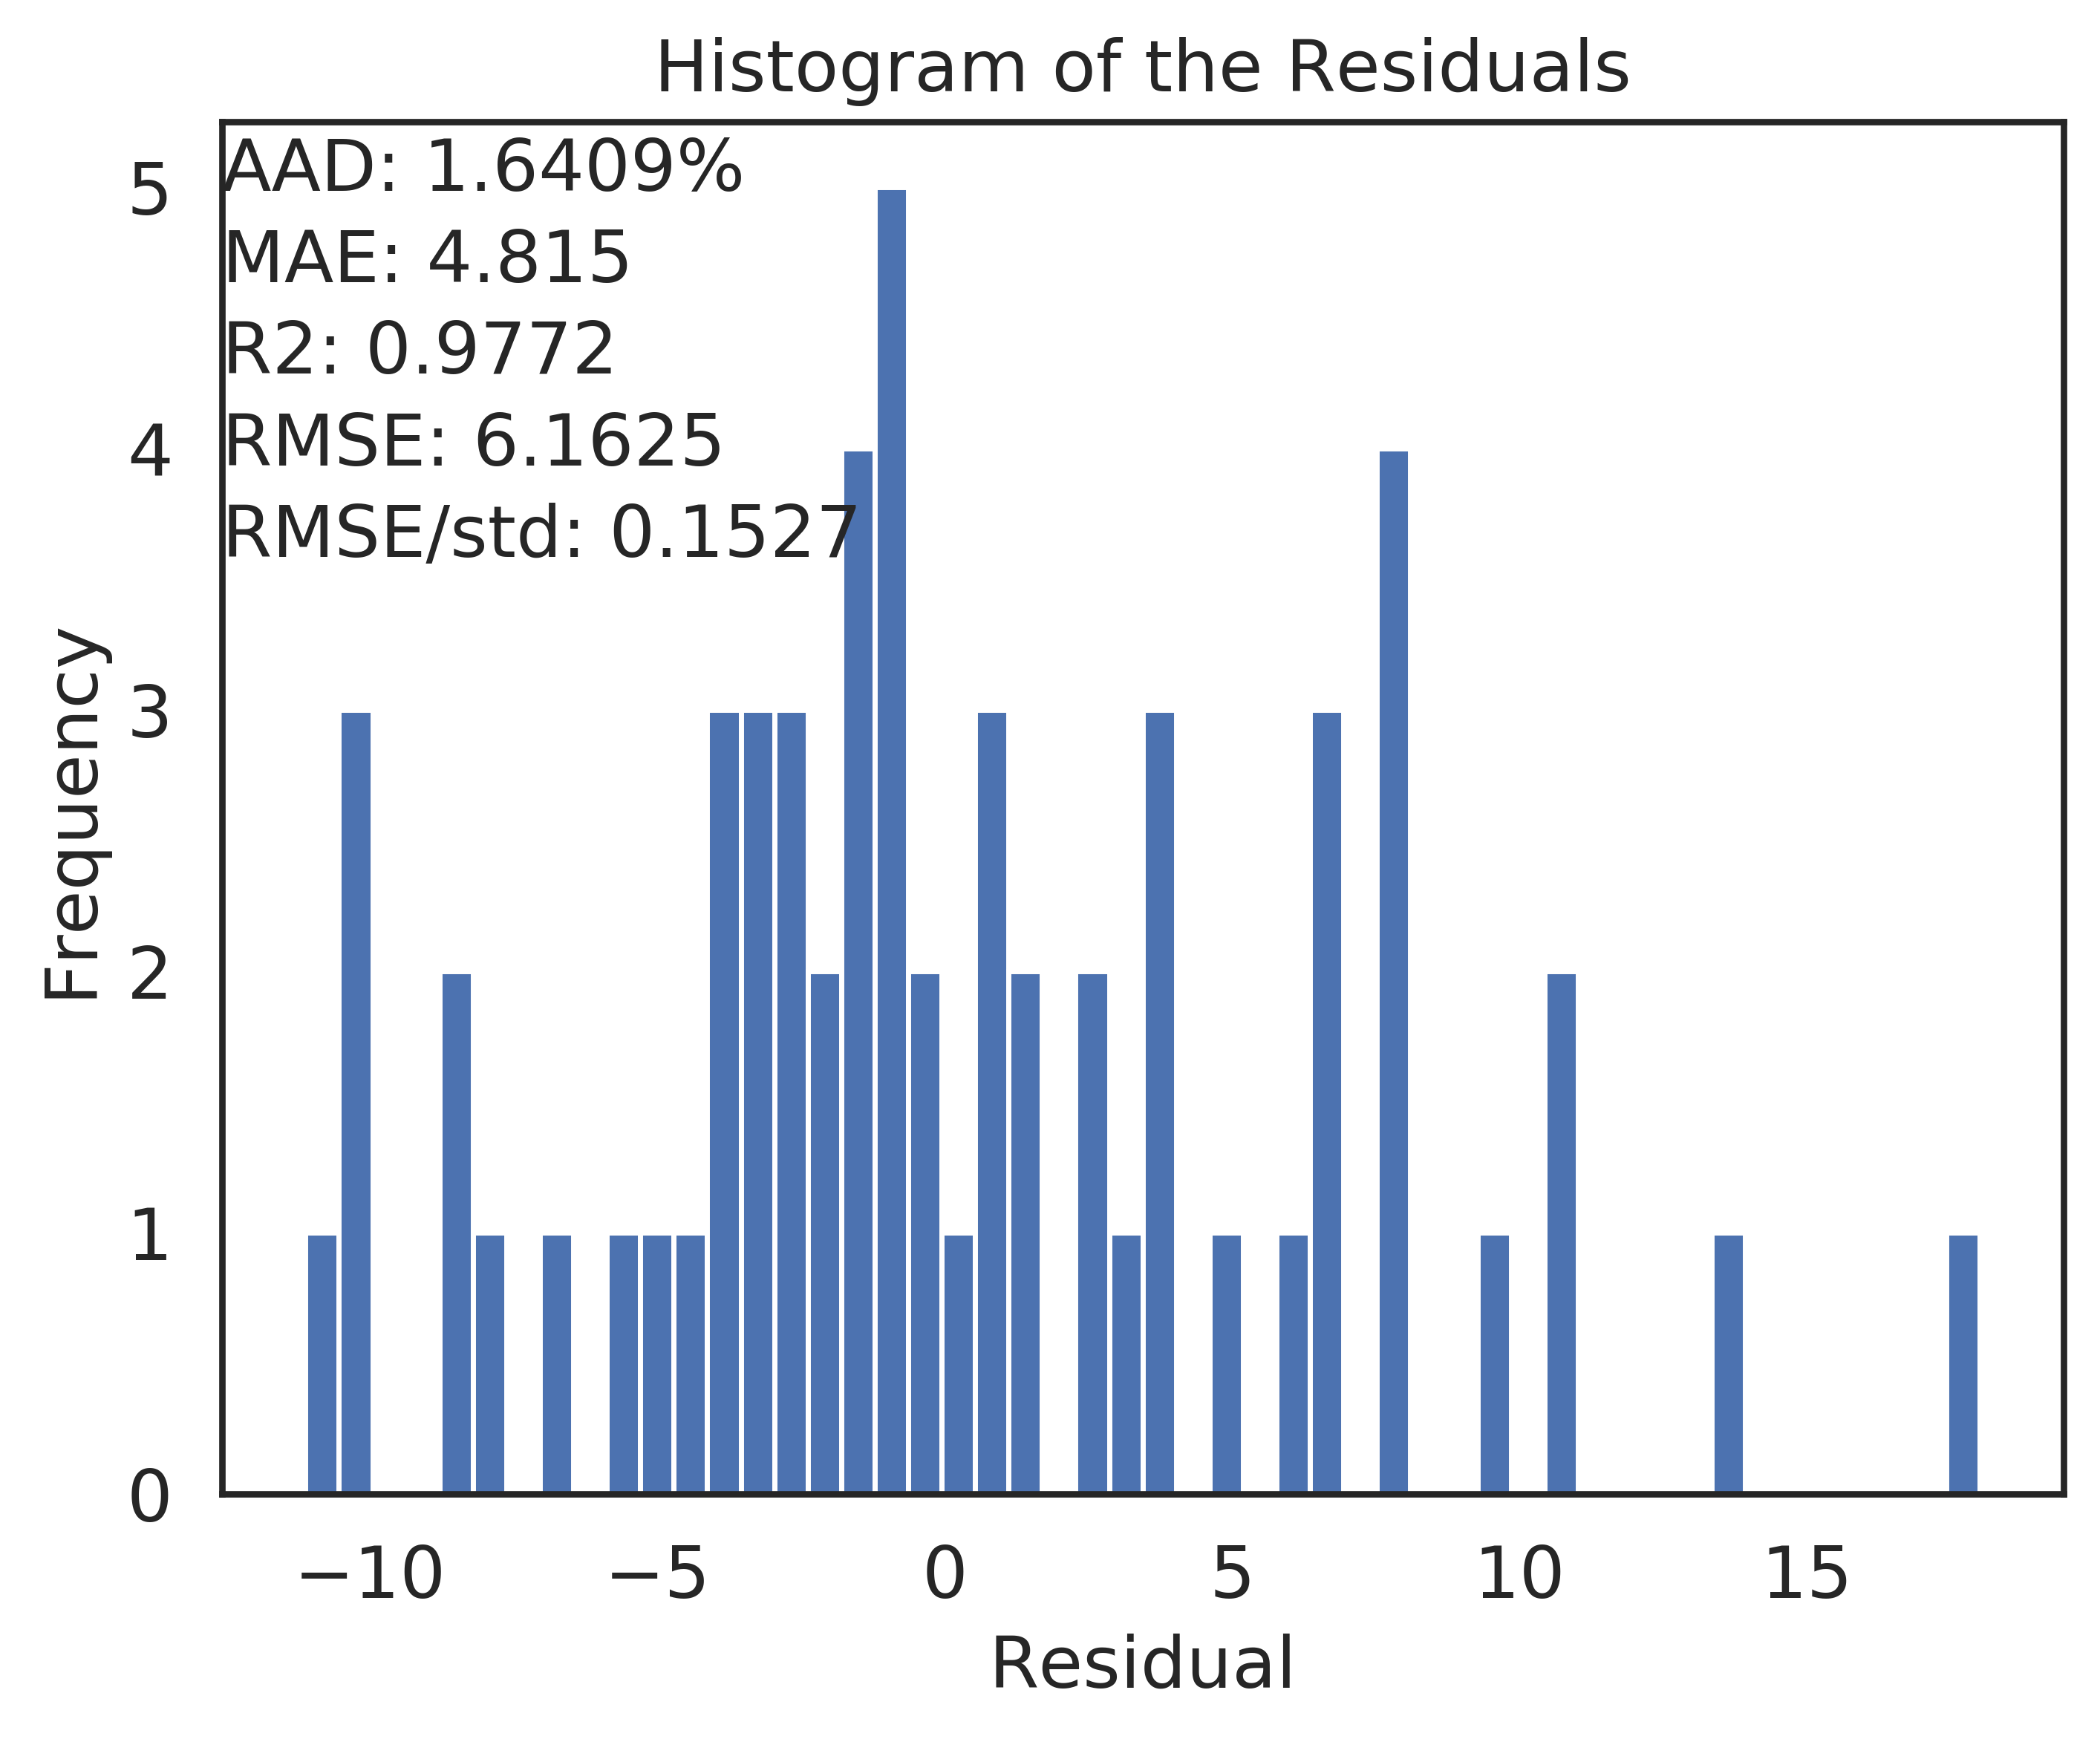 Histogram of the Residuals
AAD: 1.6409%
MAE: 4.815
R2: 0.9772
RMSE: 6.1625
RMSE/std: 0.1527
Frequency
5
4
3
2
1
0
−10 −5 0 5 10 15
Residual